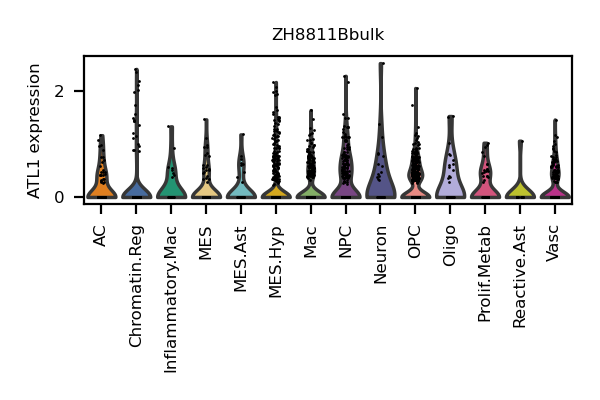 ZH8811Bbulk
ATL1 expression
2
0
AC
Chromatin.Reg
Inflammatory.Mac
MES
MES.Ast
MES.Hyp
Mac
NPC
Neuron
OPC
Oligo
Prolif.Metab
Reactive.Ast
Vasc